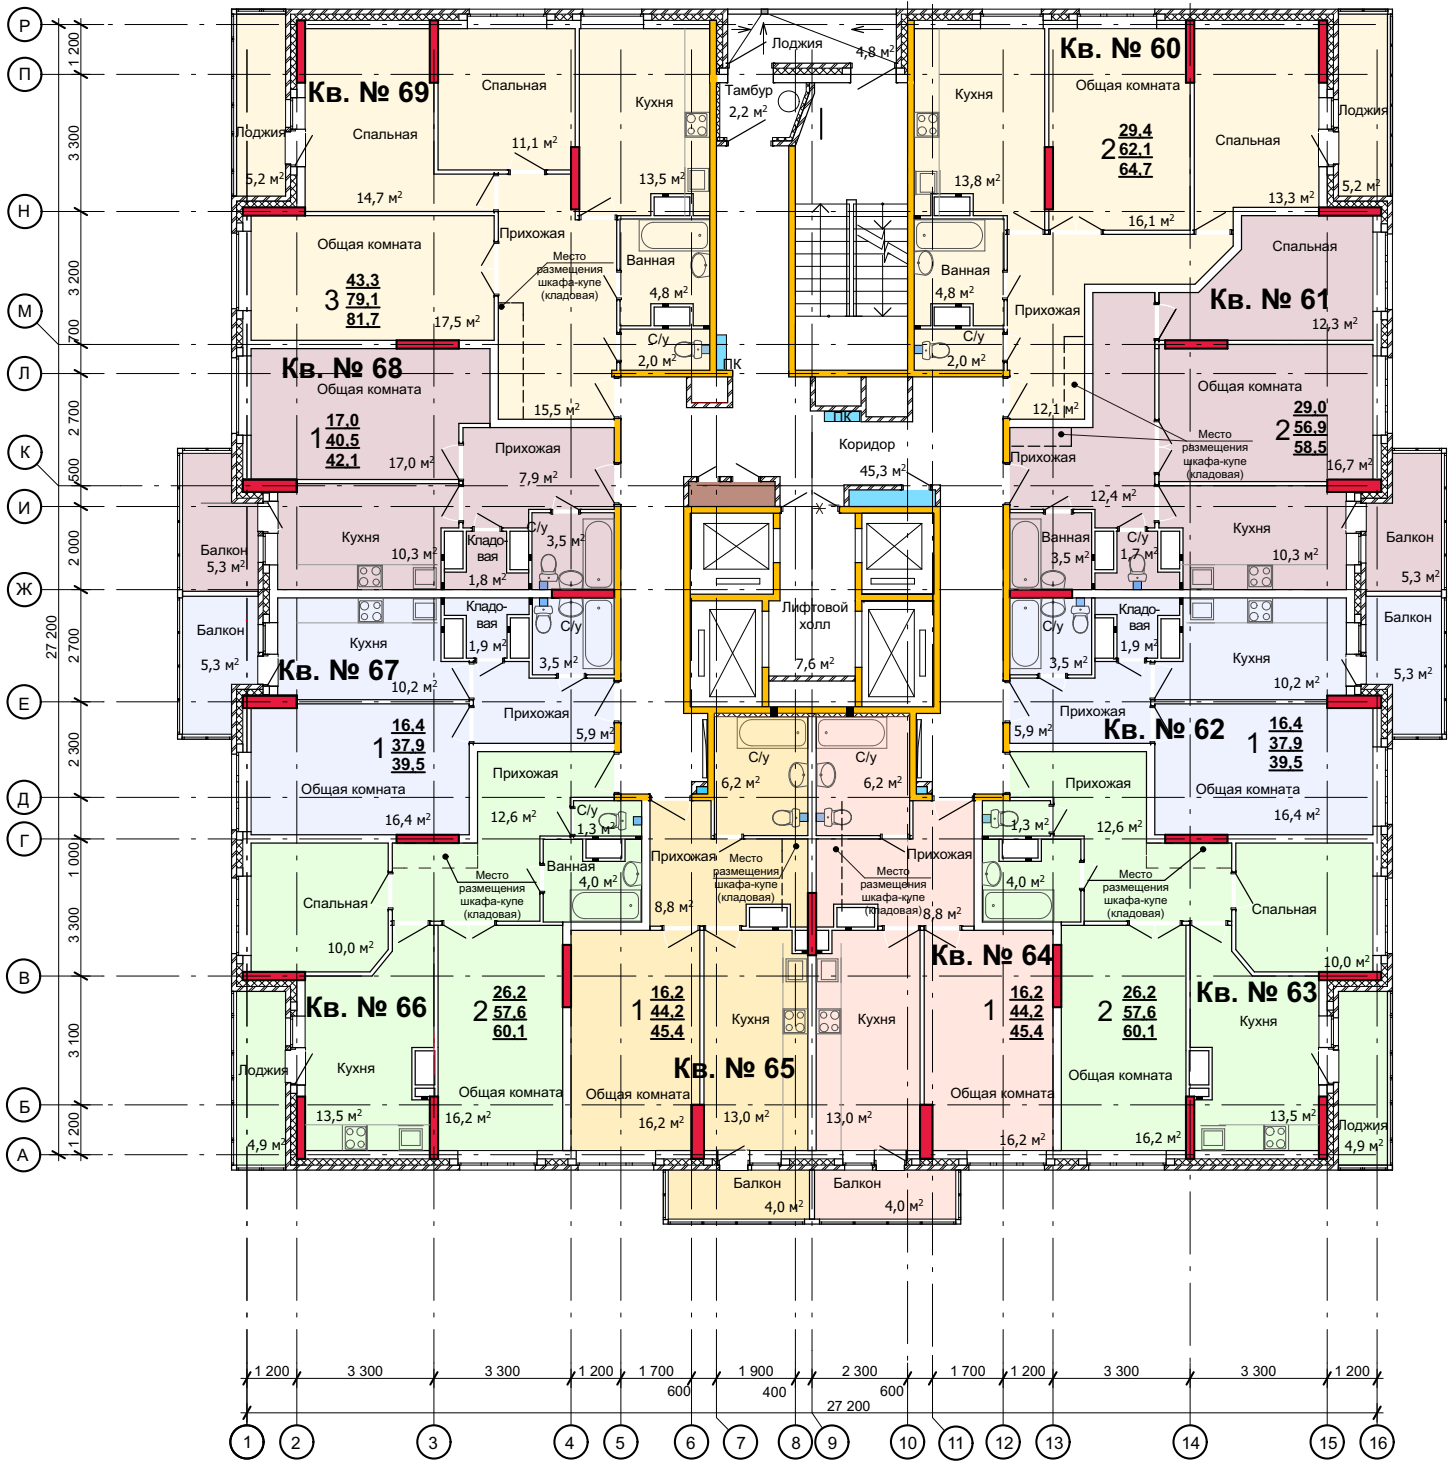 Р
П
Н
М
Л
К
И
Ж
Е
Д
Г
В
Б
А
1 200
3 300
3 200
700
2 700
500
2 000
2 700
2 300
1 000
3 300
3 100
1 200
27 200
Кв. № 69
Лоджия
5,2 м²
Спальная
14,7 м²
Спальная
11,1 м²
Кухня
13,5 м²
Общая комната
3
43,3
79,1
81,7
17,5 м²
Прихожая
Место
размещения
шкафа-купе
(кладовая)
15,5 м²
Ванная
4,8 м²
С/у
2,0 м²
Лоджия
4,8 м²
Тамбур
2,2 м²
ПК
ПК
Коридор
45,3 м²
Лифтовой
холл
7,6 м²
Кв. № 60
Кухня
13,8 м²
Общая комната
2
29,4
62,1
64,7
16,1 м²
Спальная
13,3 м²
Лоджия
5,2 м²
Ванная
4,8 м²
С/у
2,0 м²
Прихожая
12,1 м²
Кв. № 61
Спальная
12,3 м²
Общая комната
2
29,0
56,9
58,5
16,7 м²
Место
размещения
шкафа-купе
(кладовая)
Прихожая
12,4 м²
Ванная
3,5 м²
С/у
1,7 м²
Кухня
10,3 м²
Балкон
5,3 м²
Кв. № 68
Общая комната
1
17,0
40,5
42,1
17,0 м²
Прихожая
7,9 м²
Кухня
10,3 м²
Кладо-
вая
1,8 м²
С/у
3,5 м²
Балкон
5,3 м²
Кв. № 67
Балкон
5,3 м²
Кухня
10,2 м²
Кладо-
вая
1,9 м²
С/у
3,5 м²
Прихожая
5,9 м²
1
16,4
37,9
39,5
Общая комната
16,4 м²
Кв. № 62
С/у
3,5 м²
Кладо-
вая
1,9 м²
Кухня
10,2 м²
Балкон
5,3 м²
Прихожая
5,9 м²
1
16,4
37,9
39,5
Общая комната
16,4 м²
Кв. № 66
Прихожая
12,6 м²
С/у
1,3 м²
Ванная
4,0 м²
Место
размещения
шкафа-купе
(кладовая)
Спальная
10,0 м²
2
26,2
57,6
60,1
Лоджия
4,9 м²
Кухня
13,5 м²
Общая комната
16,2 м²
Кв. № 65
С/у
6,2 м²
Прихожая
8,8 м²
Место
размещения
шкафа-купе
(кладовая)
1
16,2
44,2
45,4
Кухня
13,0 м²
Общая комната
16,2 м²
Балкон
4,0 м²
Кв. № 64
С/у
6,2 м²
Прихожая
8,8 м²
Место
размещения
шкафа-купе
(кладовая)
1
16,2
44,2
45,4
Кухня
13,0 м²
Общая комната
16,2 м²
Балкон
4,0 м²
Кв. № 63
Прихожая
12,6 м²
1,3 м²
4,0 м²
Место
размещения
шкафа-купе
(кладовая)
Спальная
10,0 м²
2
26,2
57,6
60,1
Общая комната
16,2 м²
Кухня
13,5 м²
Лоджия
4,9 м²
1 200
3 300
3 300
1 200
1 700
600
1 900
400
2 300
600
1 700
1 200
3 300
3 300
1 200
27 200
1
2
3
4
5
6
7
8
9
10
11
12
13
14
15
16